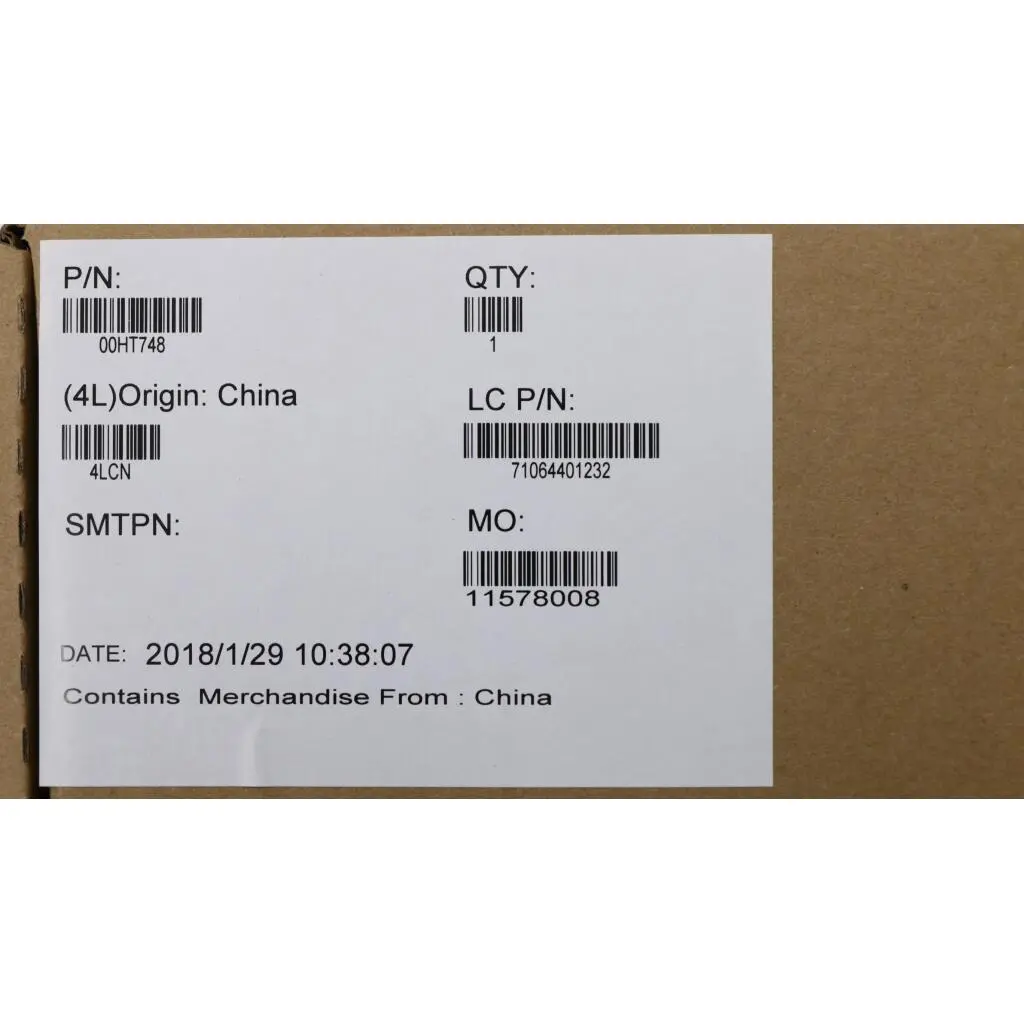 P/N:
00HT748
QTY:
1
(4L)Origin: China
4LCN
LC P/N:
71064401232
SMTPN:
MO:
11578008
DATE: 2018/1/29 10:38:07
Contains Merchandise From : China